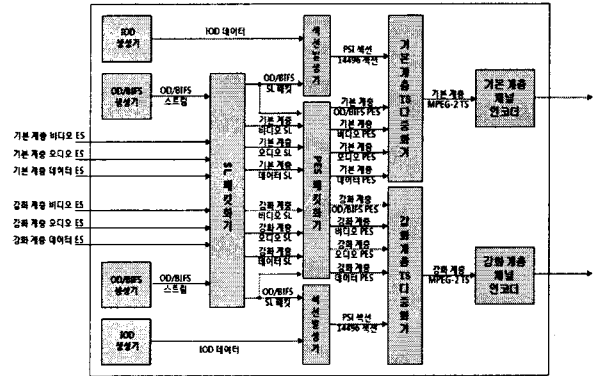 IOD
생성기
IOD 데이터
섹션생성기
PSI 섹션
14496 섹션
OD/BIFS
생성기
OD/BIFS
스트림
OD/BIFS
SL 패킷
기본 계층 비디오 ES
기본 계층 오디오 ES
기본 계층 데이터 ES
강화 계층 비디오 ES
강화 계층 오디오 ES
강화 계층 데이터 ES
SL 패킷화기
기본 계층
비디오 SL
기본 계층
오디오 SL
기본 계층
데이터 SL
강화 계층
비디오 SL
강화 계층
오디오 SL
강화 계층
데이터 SL
PES 패킷화기
기본 계층
OD/BIFS PES
기본 계층
비디오 PES
기본 계층
오디오 PES
기본 계층
데이터 PES
강화 계층
OD/BIFS PES
강화 계층
비디오 PES
강화 계층
오디오 PES
강화 계층
데이터 PES
기본계층 TS 다중화기
기본 계층
MPEG-2 TS
기본 계층
채널
인코더
강화계층 TS 다중화기
강화 계층
MPEG-2 TS
강화 계층
채널
인코더
OD/BIFS
생성기
OD/BIFS
스트림
OD/BIFS
SL 패킷
IOD
생성기
IOD 데이터
섹션생성기
PSI 섹션
14496 섹션